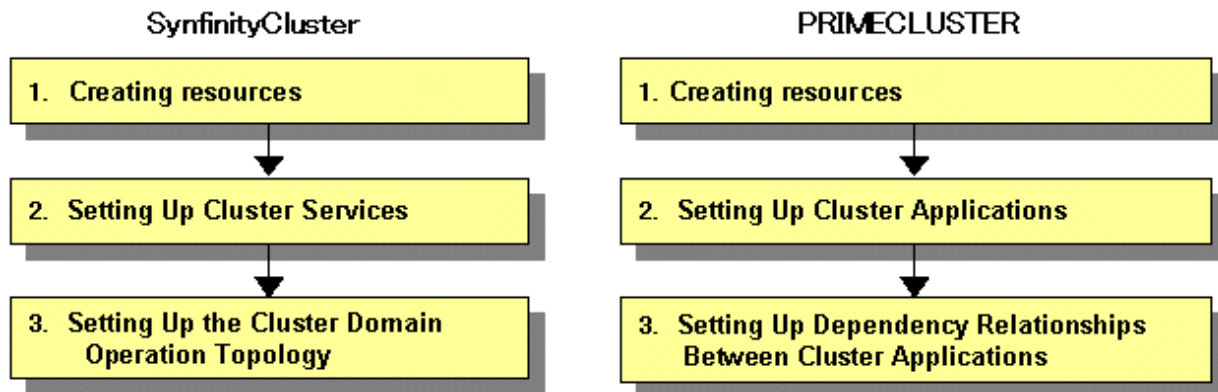 SynfinityCluster
1. Creating resources
2. Setting Up Cluster Services
3. Setting Up the Cluster Domain
Operation Topology
PRIMECLUSTER
1. Creating resources
2. Setting Up Cluster Applications
3. Setting Up Dependency Relationships
Between Cluster Applications